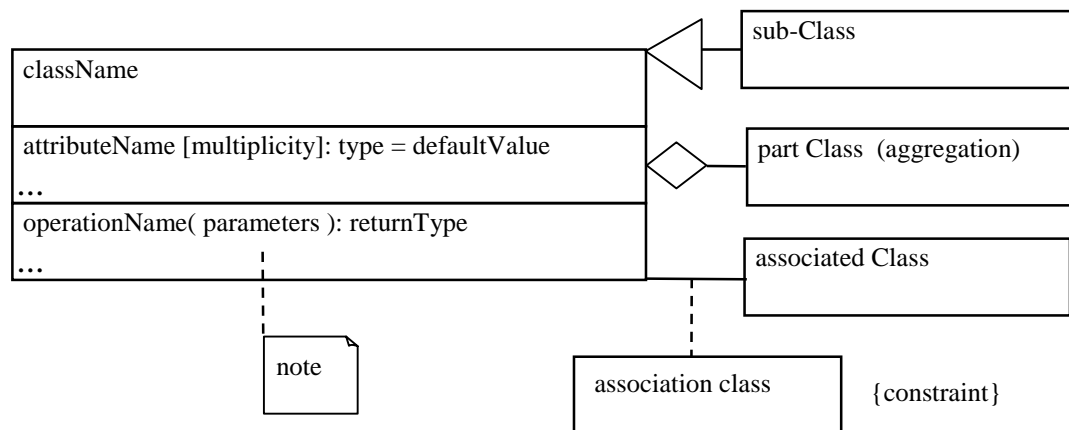 sub-Class
className
attributeName [multiplicity]: type = defaultValue
...
part Class (aggregation)
operationName( parameters ): returnType
...
associated Class
note
association class
{constraint}